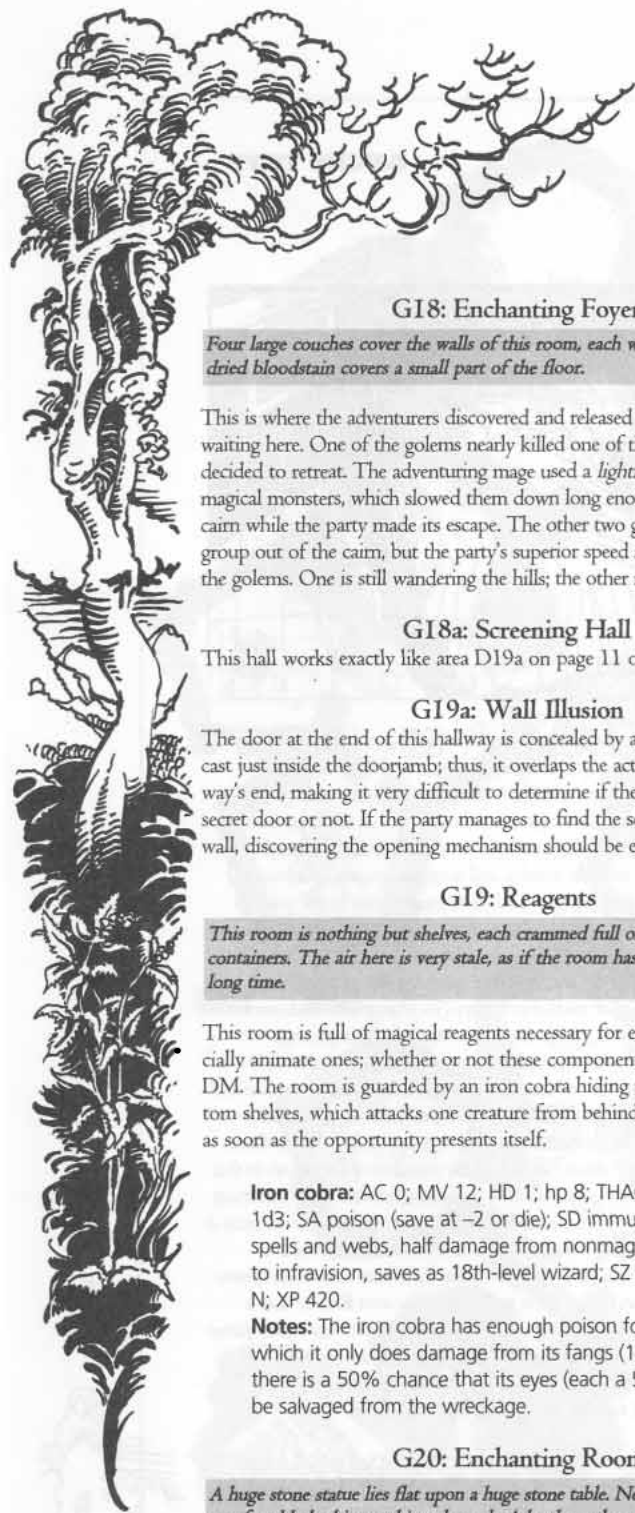 G18: Enchanting Foyer
Four large couches cover the walls of this room, each w
dried bloodstain covers a small part of the floor.
This is where the adventurers discovered and released
waiting here. One of the golems nearly killed one of t
decided to retreat. The adventuring mage used a light
magical monsters, which slowed them down long eno
cairn while the party made its escape. The other two g
group out of the cairn, but the party's superior speed
the golems. One is still wandering the hills; the other
G18a: Screening Hall
This hall works exactly like area D19a on page 11 o
G19a: Wall Illusion
The door at the end of this hallway is concealed by a
cast just inside the doorjamb; thus, it overlaps the act
way's end, making it very difficult to determine if the
secret door or not. If the party manages to find the s
wall, discovering the opening mechanism should be e
G19: Reagents
This room is nothing but shelves, each crammed full o
containers. The air here is very stale, as if the room has
long time.
This room is full of magical reagents necessary for e
cially animate ones; whether or not these component
DM. The room is guarded by an iron cobra hiding
tom shelves, which attacks one creature from behind
as soon as the opportunity presents itself.
Iron cobra: AC 0; MV 12; HD 1; hp 8; THA
1d3; SA poison (save at –2 or die); SD immu
spells and webs, half damage from nonmag
to infravision, saves as 18th-level wizard; SZ
N; XP 420.
Notes: The iron cobra has enough poison fo
which it only does damage from its fangs (1
there is a 50% chance that its eyes (each a 5
be salvaged from the wreckage.
G20: Enchanting Roon
A huge stone statue lies flat upon a huge stone table. Ne